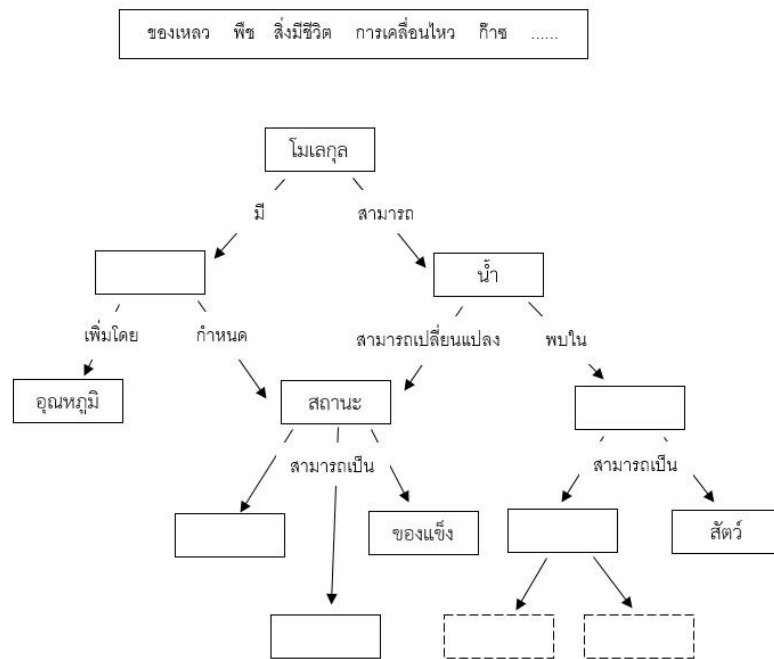 ของเหลว พืช สิ่งมีชีวิต การเคลื่อนไหว ก๊าซ ......
โมเลกุล
มี สามารถ
น้ำ
เพิ่มโดย กำหนด สามารถเปลี่ยนแปลง พบใน
อุณหภูมิ สถานะ
สามารถเป็น สามารถเป็น
ของแข็ง สัตว์